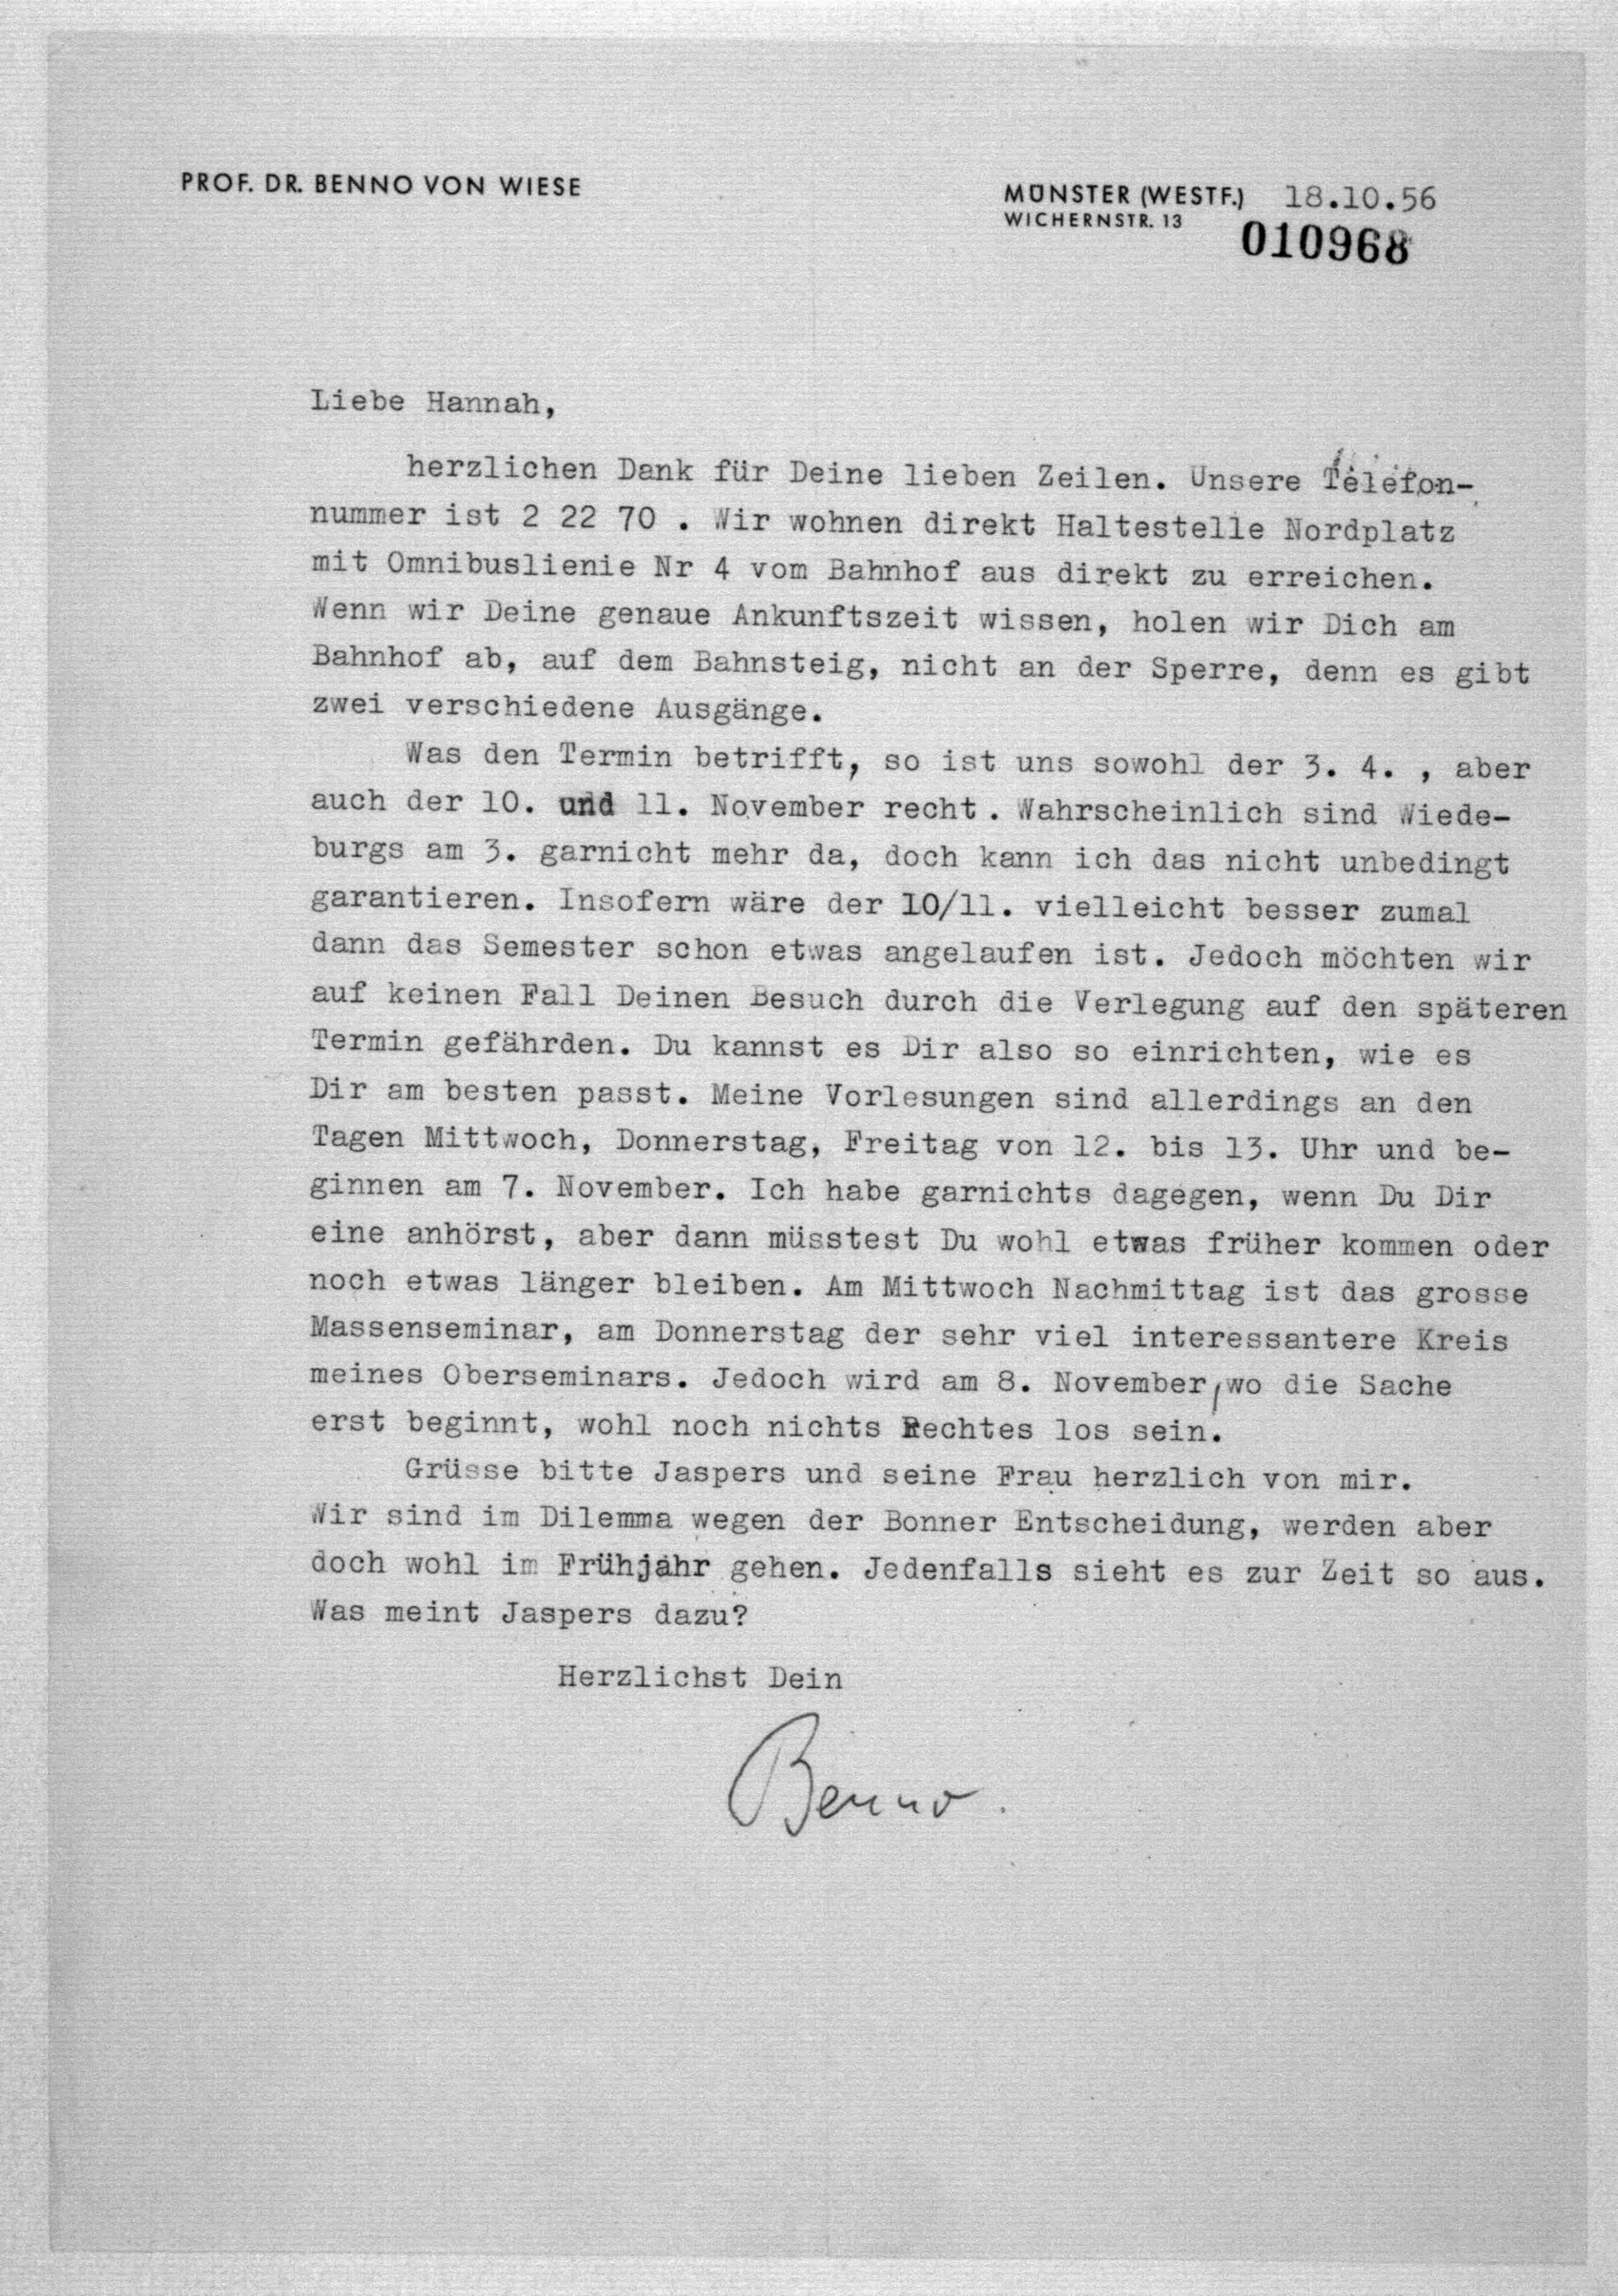 PROF. DR. BENNO VON WIESE
MÜNSTER (WESTF.) 18.10.56
WICHERNSTR. 13
010968
Liebe Hannah,
herzlichen Dank für Deine lieben Zeilen. Unsere Telefon-
nummer ist 2 22 70 . Wir wohnen direkt Haltestelle Nordplatz
mit Omnibuslienie Nr 4 vom Bahnhof aus direkt zu erreichen.
Wenn wir Deine genaue Ankunftszeit wissen, holen wir Dich am
Bahnhof ab, auf dem Bahnsteig, nicht an der Sperre, denn es gibt
zwei verschiedene Ausgänge.
Was den Termin betrifft, so ist uns sowohl der 3. 4. , aber
auch der 10. und 11. November recht . Wahrscheinlich sind Wiede-
burgs am 3. garnicht mehr da, doch kann ich das nicht unbedingt
garantieren. Insofern wäre der 10/11. vielleicht besser zumal
dann das Semester schon etwas angelaufen ist. Jedoch möchten wir
auf keinen Fall Deinen Besuch durch die Verlegung auf den späteren
Termin gefährden. Du kannst es Dir also so einrichten, wie es
Dir am besten passt. Meine Vorlesungen sind allerdings an den
Tagen Mittwoch, Donnerstag, Freitag von 12. bis 13. Uhr und be-
ginnen am 7. November. Ich habe garnichts dagegen, wenn Du Dir
eine anhörst, aber dann müsstest Du wohl etwas früher kommen oder
noch etwas länger bleiben. Am Mittwoch Nachmittag ist das grosse
Massenseminar, am Donnerstag der sehr viel interessantere Kreis
meines Oberseminars. Jedoch wird am 8. November, wo die Sache
erst beginnt, wohl noch nichts Rechtes los sein.
Grüsse bitte Jaspers und seine Frau herzlich von mir.
Wir sind im Dilemma wegen der Bonner Entscheidung, werden aber
doch wohl im Frühjahr gehen. Jedenfalls sieht es zur Zeit so aus.
Was meint Jaspers dazu?
Herzlichst Dein
Benno.